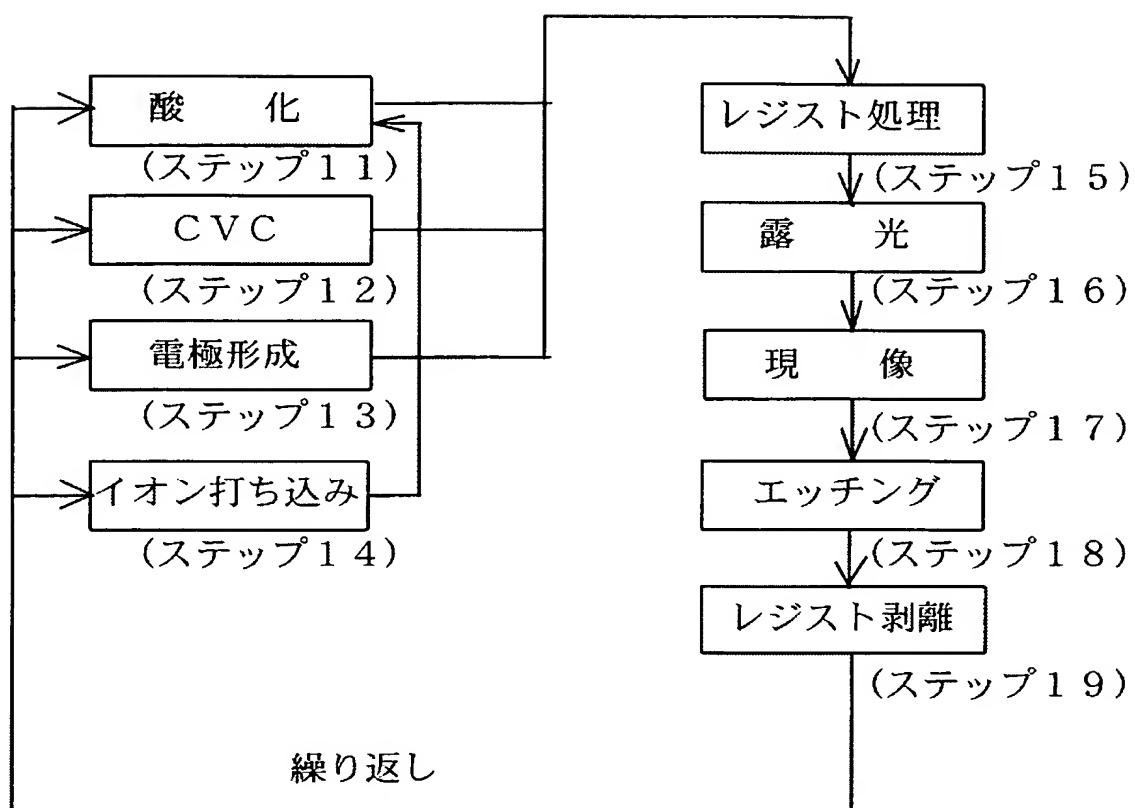 酸　　化
(ステップ１１)
ＣＶＣ
(ステップ１２)
電極形成
(ステップ１３)
イオン打ち込み
(ステップ１４)
レジスト処理
(ステップ１５)
露　　光
(ステップ１６)
現　　像
(ステップ１７)
エッチング
(ステップ１８)
レジスト剥離
(ステップ１９)
繰り返し